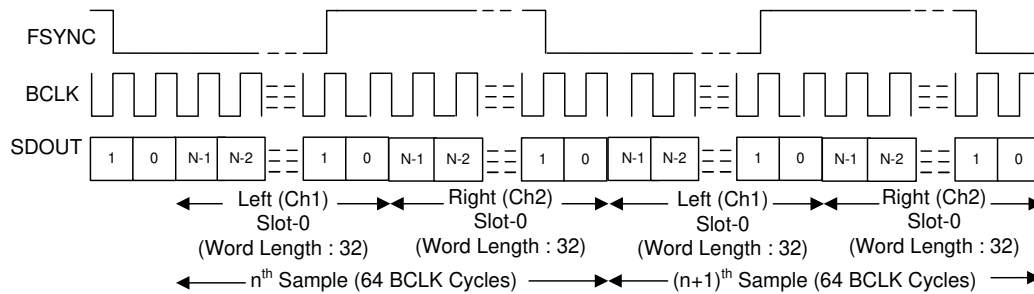 FSYNC
BCLK
SDOUT
1 0 N-1 N-2 1 0 N-1 N-2 1 0 N-1 N-2 1 0 N-1 N-2 1 0
Left (Ch1) Right (Ch2) Left (Ch1) Right (Ch2)
Slot-0 Slot-0 Slot-0 Slot-0
(Word Length : 32) (Word Length : 32) (Word Length : 32) (Word Length : 32)
nth Sample (64 BCLK Cycles) (n+1)th Sample (64 BCLK Cycles)